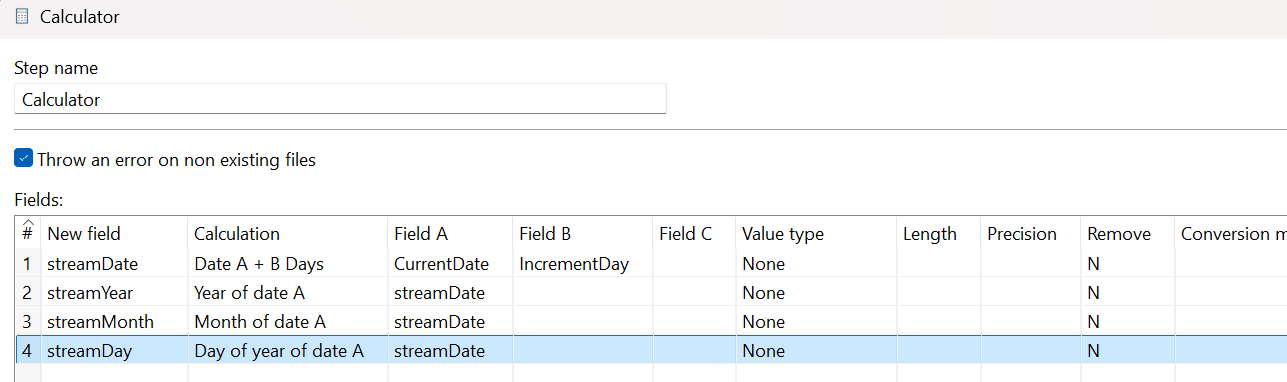 Calculator
Step name
Calculator
Throw an error on non existing files
Fields:
# New field Calculation Field A Field B Field C Value type Length Precision Remove Conversion m
1 streamDate Date A + B Days CurrentDate IncrementDay None N
2 streamYear Year of date A streamDate None N
3 streamMonth Month of date A streamDate None N
4 streamDay Day of year of date A streamDate None N